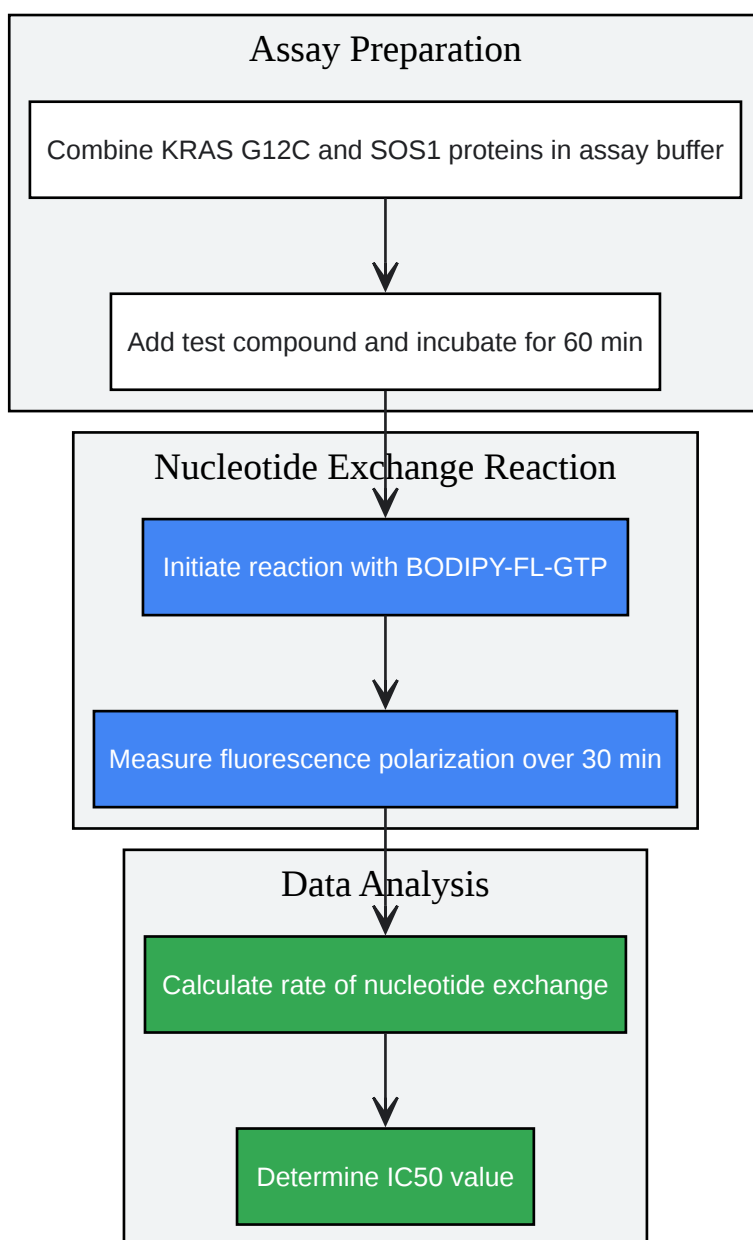 Assay Preparation
Combine KRAS G12C and SOS1 proteins in assay buffer
Add test compound and incubate for 60 min
Nucleotide Exchange Reaction
Initiate reaction with BODIPY-FL-GTP
Measure fluorescence polarization over 30 min
Data Analysis
Calculate rate of nucleotide exchange
Determine IC50 value